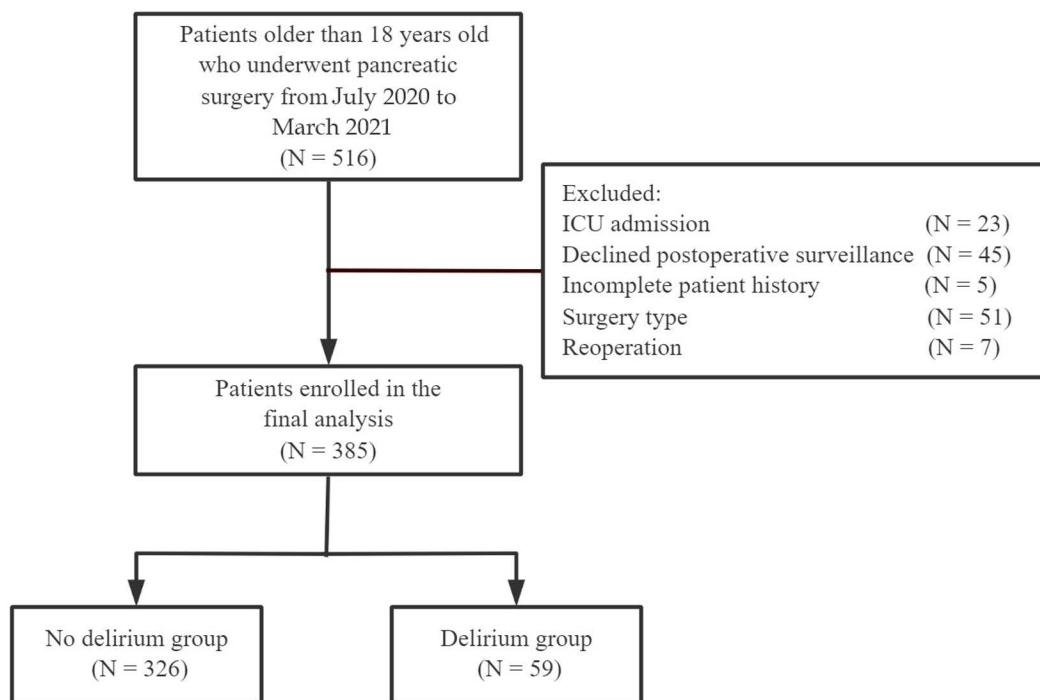 Patients older than 18 years old
who underwent pancreatic
surgery from July 2020 to
March 2021
(N = 516)
Excluded:
ICU admission (N = 23)
Declined postoperative surveillance (N = 45)
Incomplete patient history (N = 5)
Surgery type (N = 51)
Reoperation (N = 7)
Patients enrolled in the
final analysis
(N = 385)
No delirium group
(N = 326)
Delirium group
(N = 59)